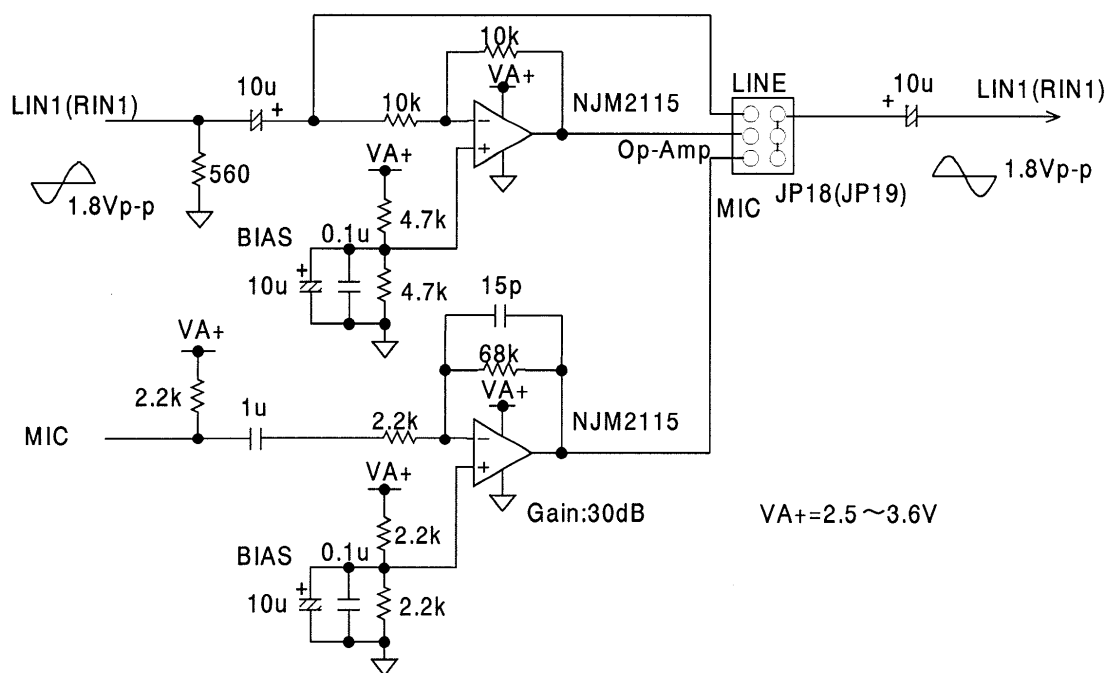 10k
VA+
10u
+
LIN1(RIN1)
10k
NJM2115
LINE
10u
+
LIN1(RIN1)
−
+
Op-Amp
560
1.8Vp-p
VA+
4.7k
BIAS
0.1u
+
10u
4.7k
MIC
JP18(JP19)
1.8Vp-p
15p
68k
VA+
VA+
2.2k
1u
2.2k
NJM2115
MIC
−
+
VA+
Gain:30dB
VA+=2.5～3.6V
2.2k
BIAS
0.1u
+
10u
2.2k